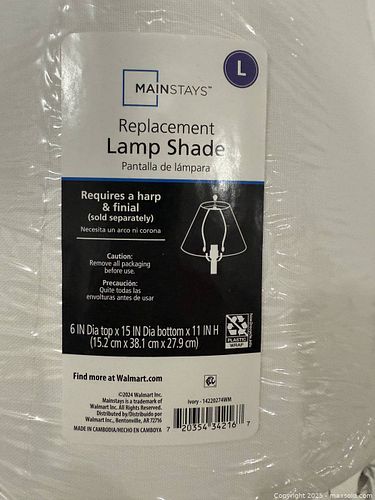 MAINSTAYS™
L
Replacement
Lamp Shade
Pantalla de lámpara
Requires a harp
& finial
(sold separately)
Necesita un arco ni corona
Caution:
Remove all packaging
before use.
Precaución:
Quite todas las
envolturas antes de usar
6 IN Dia top x 15 IN Dia bottom x 11 IN H
(15.2 cm x 38.1 cm x 27.9 cm)
PLASTIC
WRAP
Find more at Walmart.com
©2024 Walmart Inc.
Mainstays is a trademark of
Walmart Inc. All Rights Reserved.
Distributed by/Distribuido por
Walmart Inc., Bentonville, AR 72716
MADE IN CAMBODIA/HECHO EN CAMBOYA
Ivory - 14220274WM
7 20354 34216 7
Copyright 2025 - maxsold.com